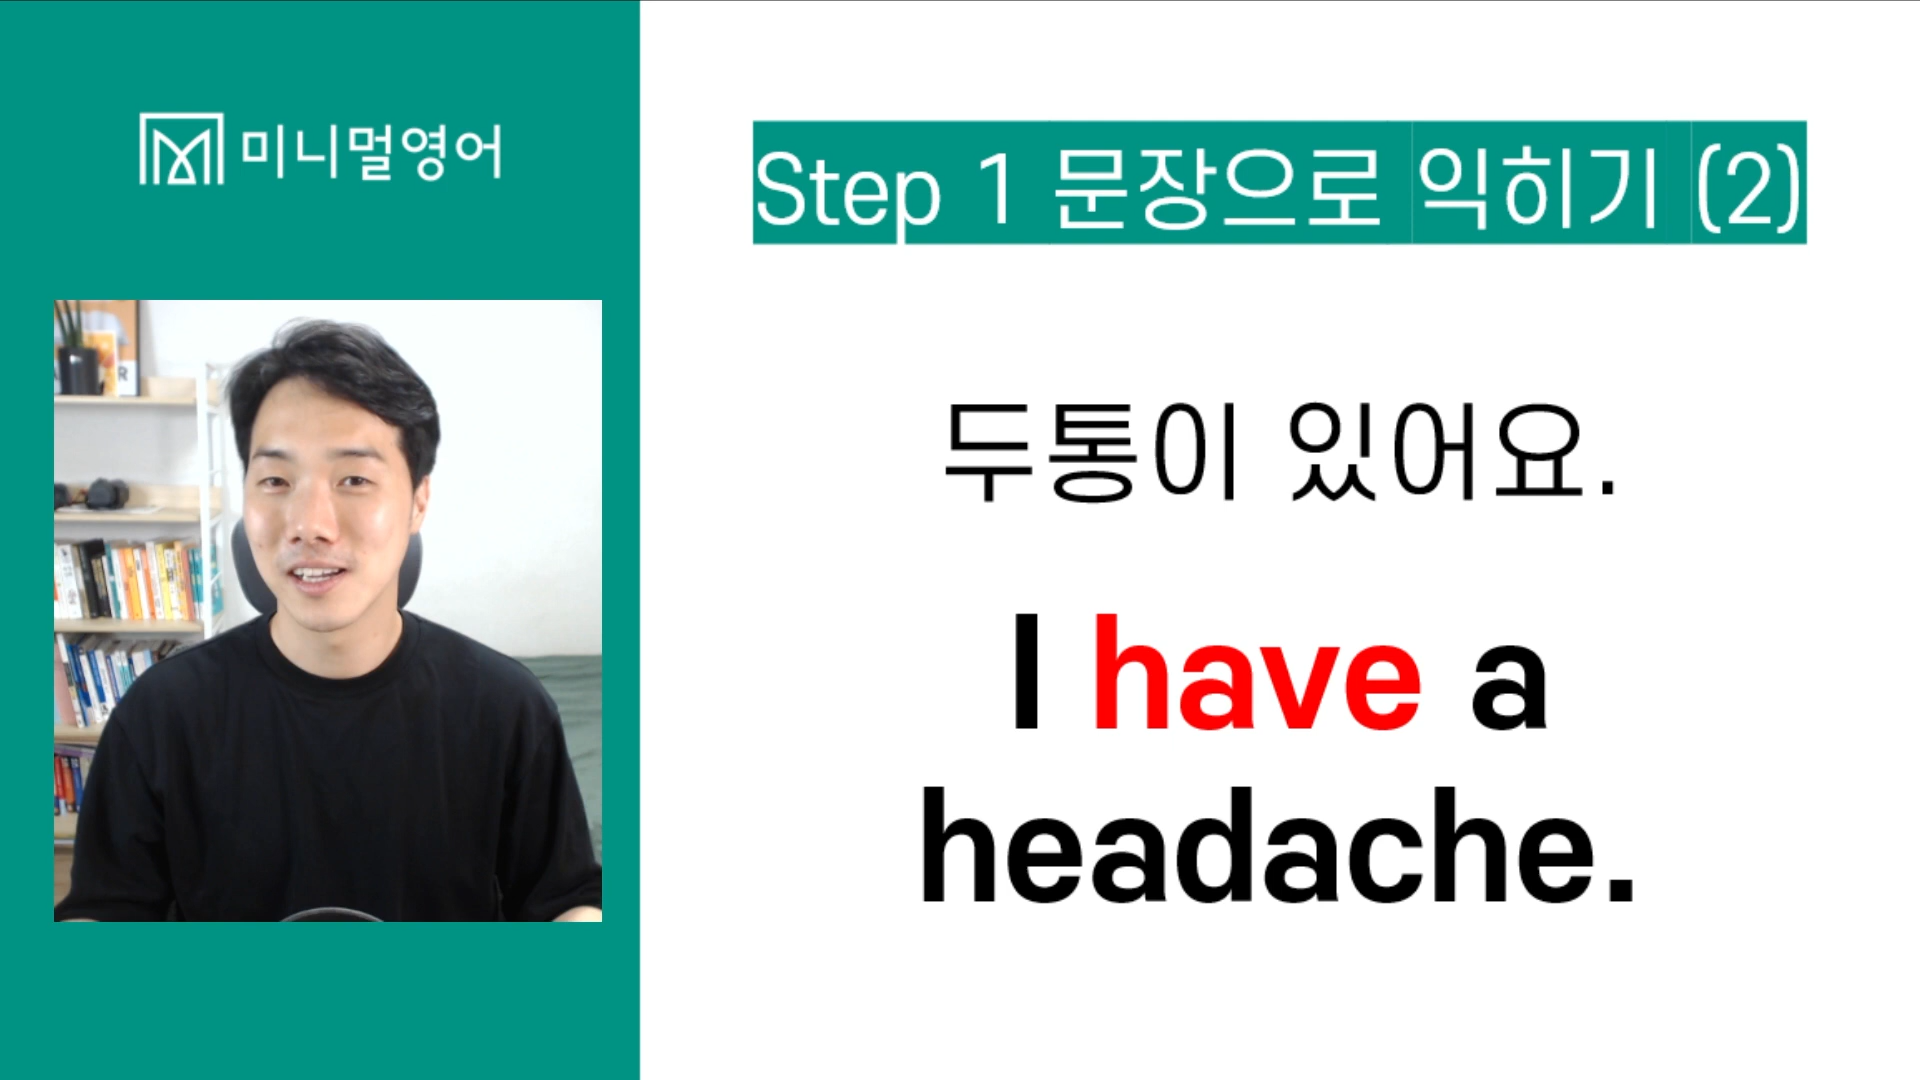 미니멀영어
Step 1 문장으로 익히기 (2)
두통이 있어요.
I have a
headache.